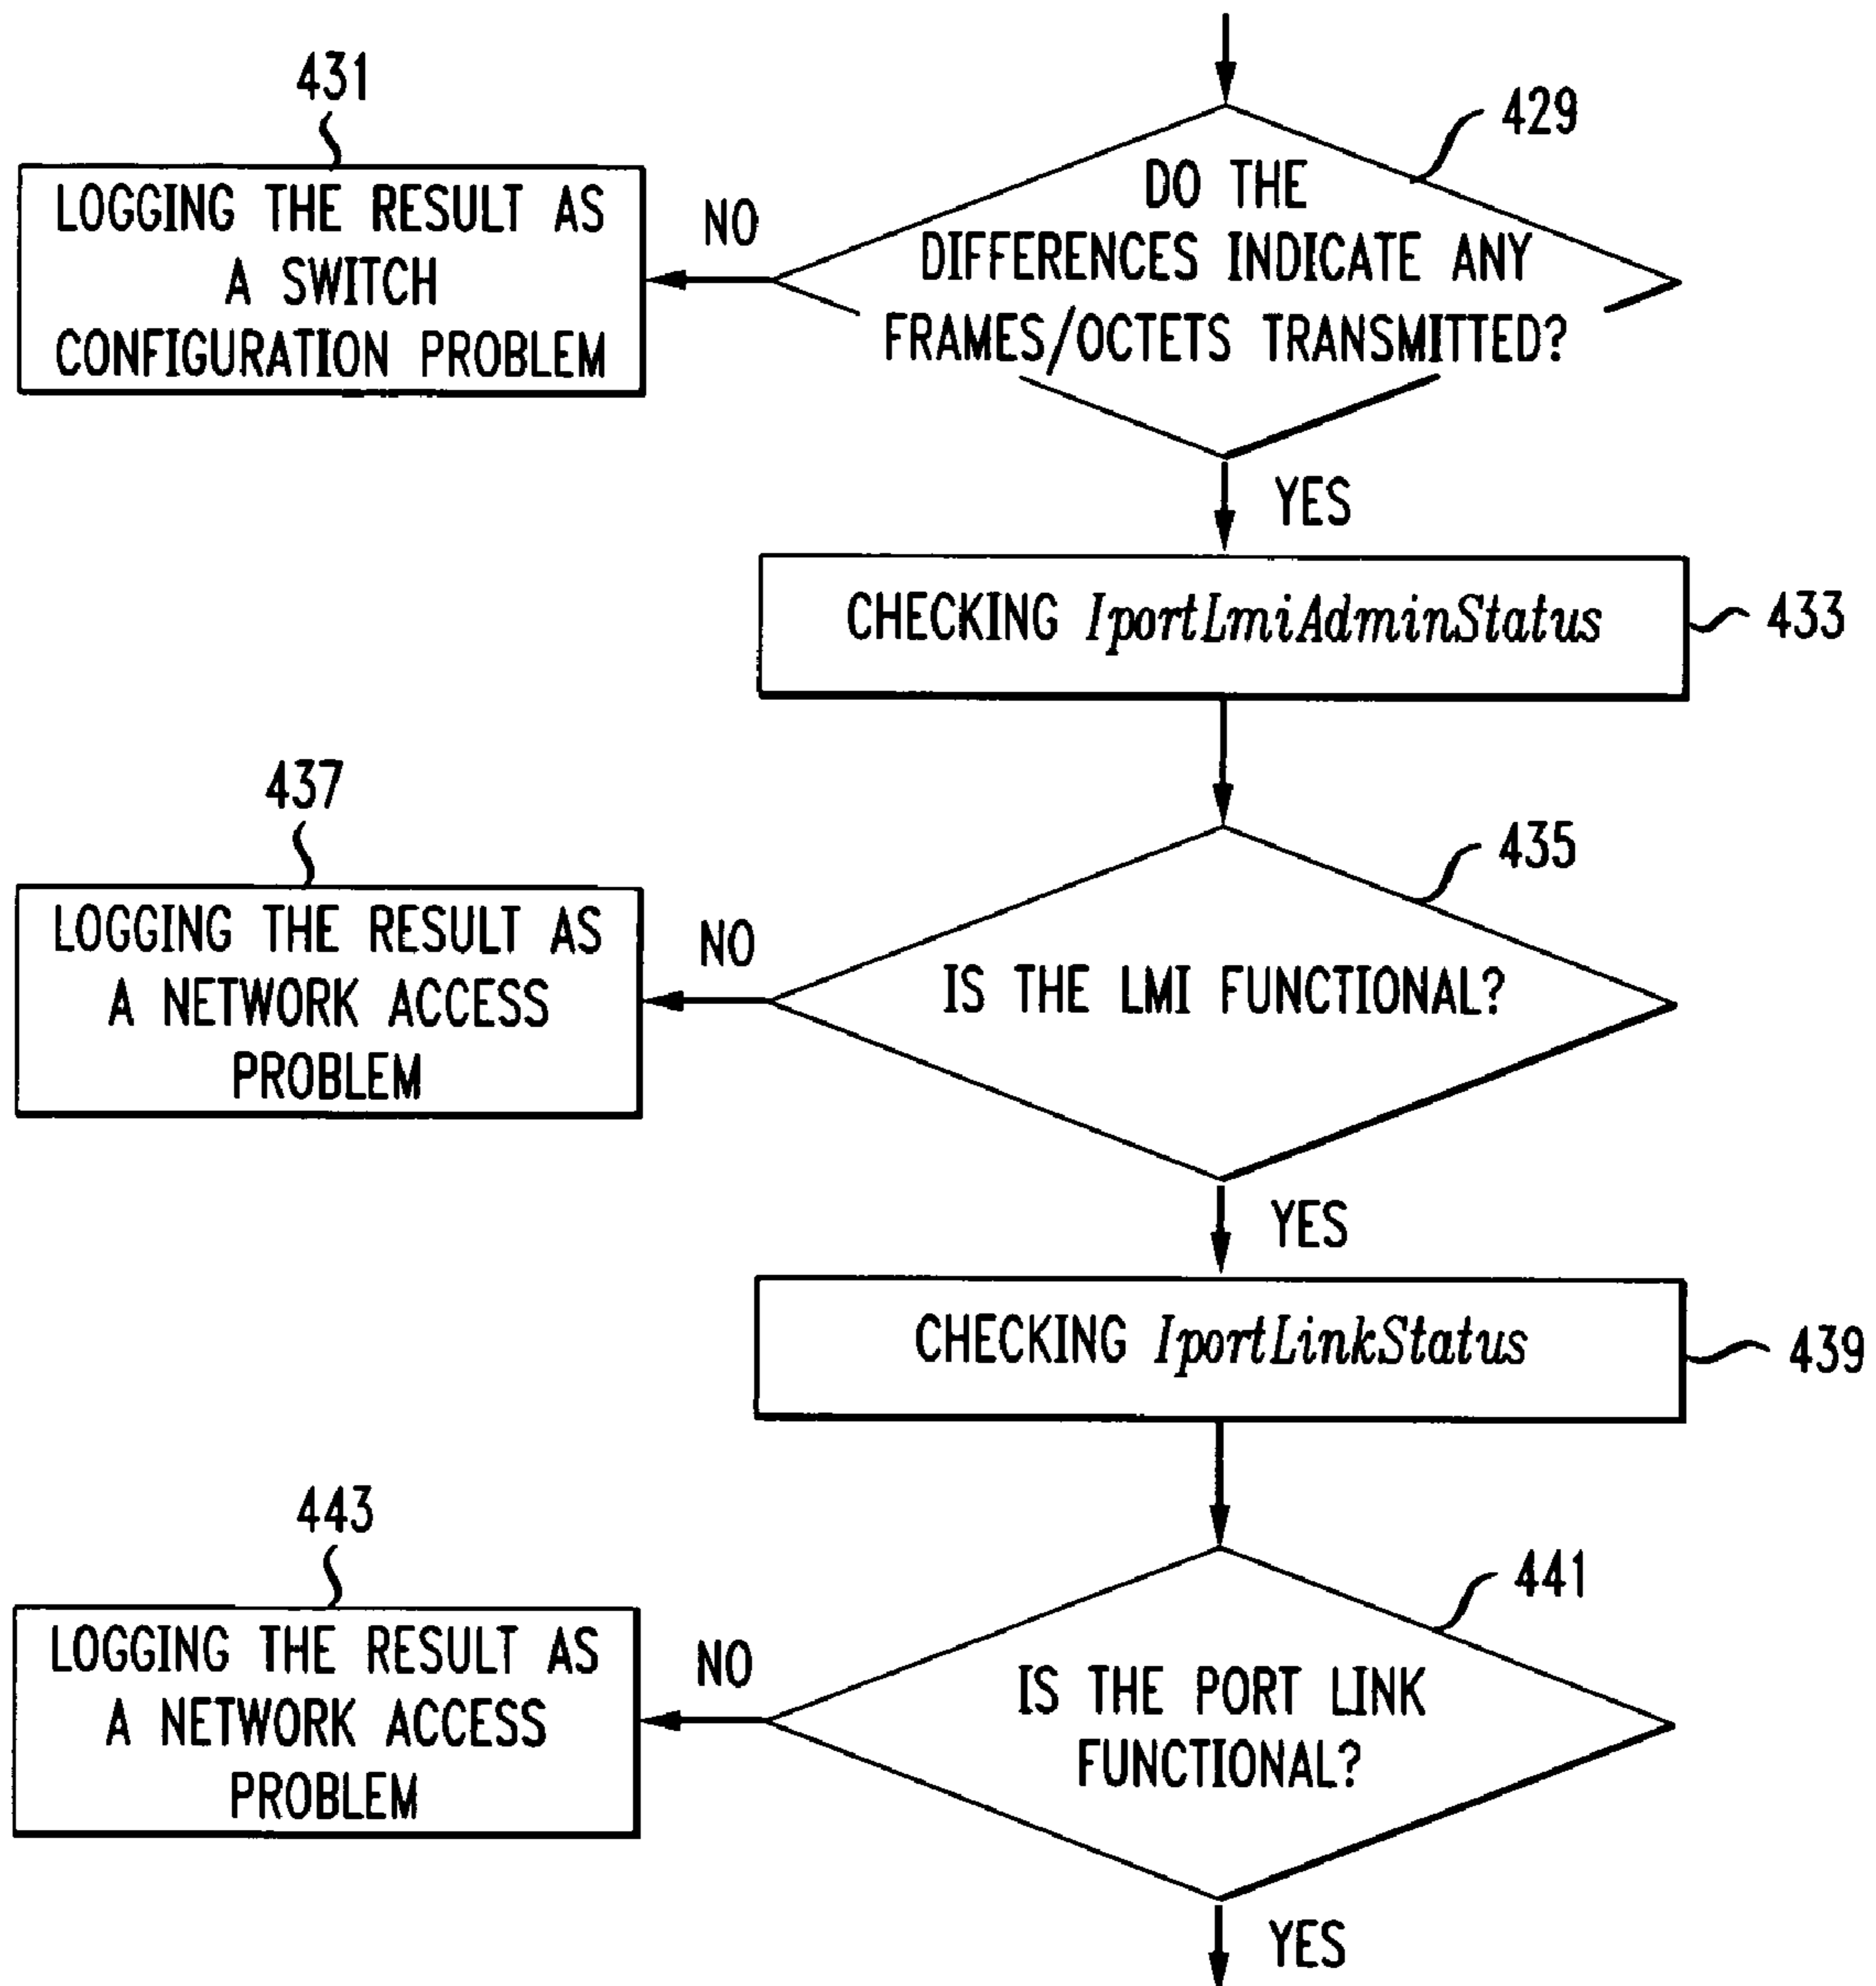 431
LOGGING THE RESULT AS
A SWITCH
CONFIGURATION PROBLEM
NO
429
DO THE
DIFFERENCES INDICATE ANY
FRAMES/OCTETS TRANSMITTED?
YES
CHECKING IportLmiAdminStatus
433
437
LOGGING THE RESULT AS
A NETWORK ACCESS
PROBLEM
NO
435
IS THE LMI FUNCTIONAL?
YES
CHECKING IportLinkStatus
439
443
LOGGING THE RESULT AS
A NETWORK ACCESS
PROBLEM
NO
441
IS THE PORT LINK
FUNCTIONAL?
YES